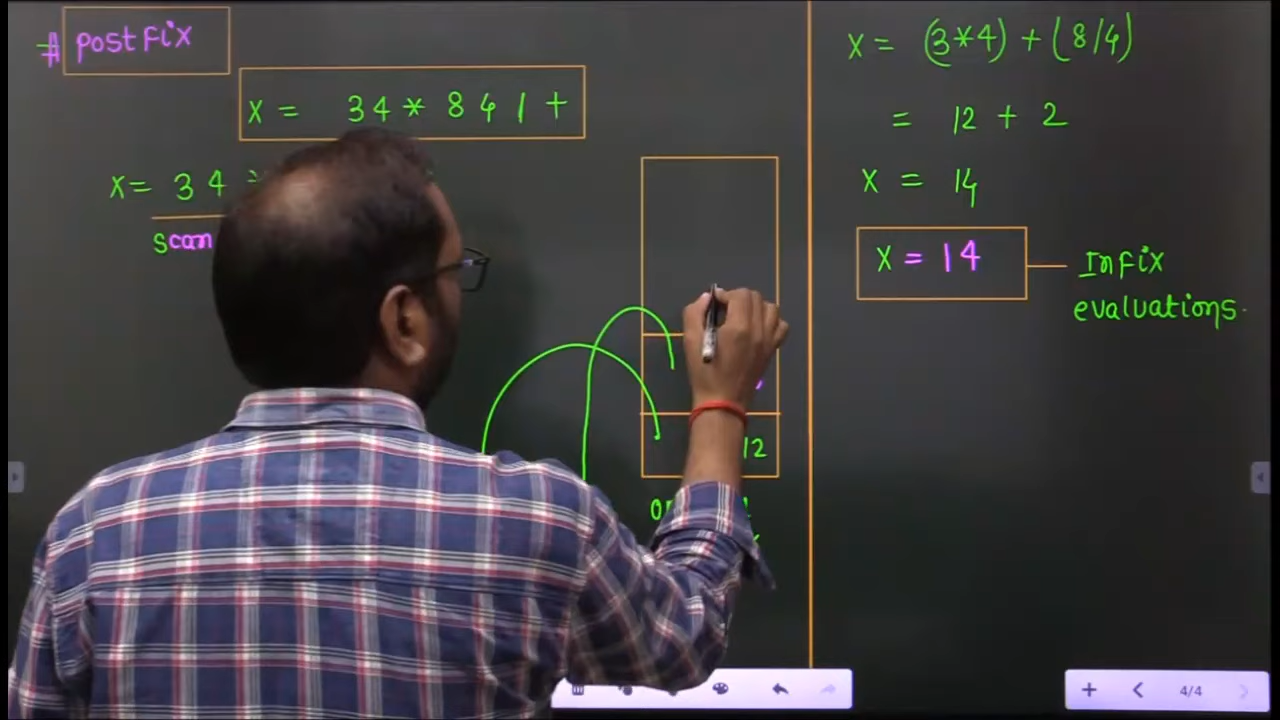 # postfix
X = 34 * 8 4 / +
X = 3 4
scan
12
X = (3*4) + (8/4)
= 12 + 2
X = 14
X = 14
Infix
evaluations.
4/4